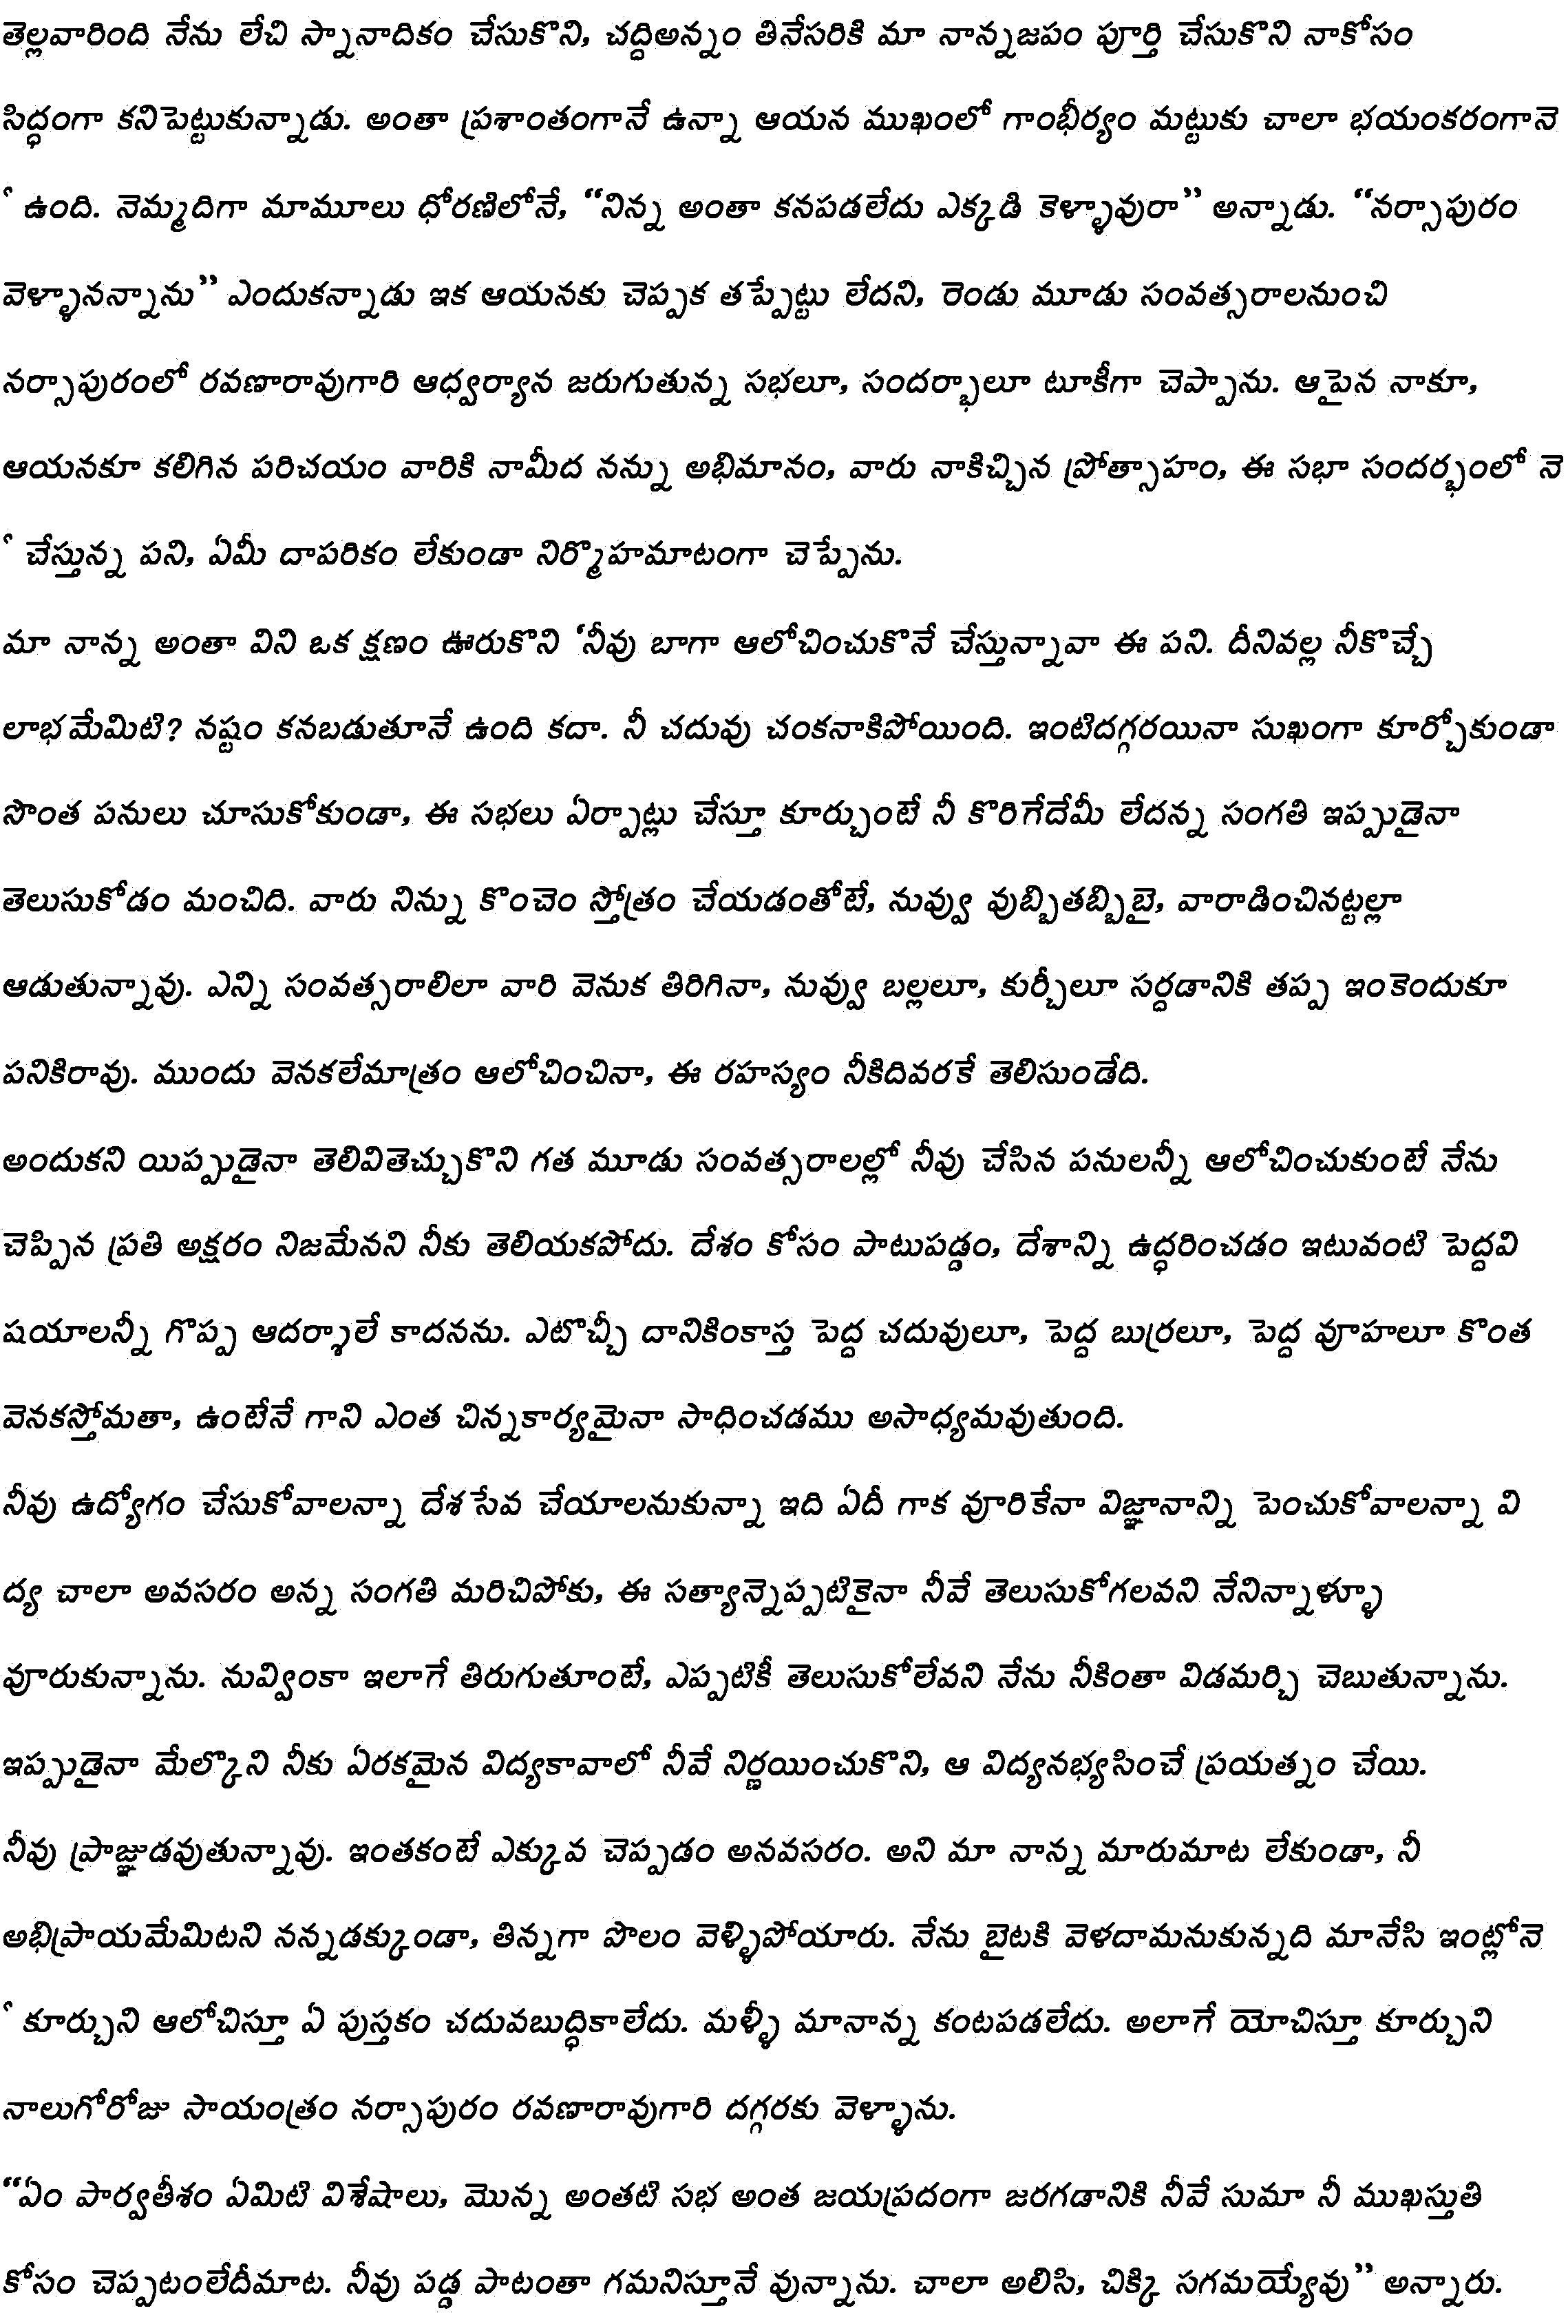 తెల్లవారింది నేను లేచి స్నానాదికం చేసుకొని, చద్దిఅన్నం తినేసరికి మా నాన్నజపం పూర్తి చేసుకొని నాకోసం
సిద్ధంగా కనిపెట్టుకున్నాడు. అంతా ప్రశాంతంగానే ఉన్నా ఆయన ముఖంలో గాంభీర్యం మట్టుకు చాలా భయంకరంగానె
ే ఉంది. నెమ్మదిగా మామూలు ధోరణిలోనే, “నిన్న అంతా కనపడలేదు ఎక్కడి కెళ్ళావురా” అన్నాడు. “నర్సాపురం
వెళ్ళానన్నాను” ఎందుకన్నాడు ఇక ఆయనకు చెప్పక తప్పేట్టు లేదని, రెండు మూడు సంవత్సరాలనుంచి
నర్సాపురంలో రవణారావుగారి ఆధ్వర్యాన జరుగుతున్న సభలూ, సందర్భాలూ టూకీగా చెప్పాను. ఆపైన నాకూ,
ఆయనకూ కలిగిన పరిచయం వారికి నామీద నన్ను అభిమానం, వారు నాకిచ్చిన ప్రోత్సాహం, ఈ సభా సందర్భంలో నె
ే చేస్తున్న పని, ఏమీ దాపరికం లేకుండా నిర్మొహమాటంగా చెప్పేను.
మా నాన్న అంతా విని ఒక క్షణం ఊరుకొని ‘నీవు బాగా ఆలోచించుకొనే చేస్తున్నావా ఈ పని. దీనివల్ల నీకొచ్చే
లాభమేమిటి? నష్టం కనబడుతూనే ఉంది కదా. నీ చదువు చంకనాకిపోయింది. ఇంటిదగ్గరయినా సుఖంగా కూర్చోకుండా
సొంత పనులు చూసుకోకుండా, ఈ సభలు ఏర్పాట్లు చేస్తూ కూర్చుంటే నీ కొరిగేదేమీ లేదన్న సంగతి ఇప్పుడైనా
తెలుసుకోడం మంచిది. వారు నిన్ను కొంచెం స్తోత్రం చేయడంతోటే, నువ్వు వుబ్బితబ్బిబై, వారాడించినట్టల్లా
ఆడుతున్నావు. ఎన్ని సంవత్సరాలిలా వారి వెనుక తిరిగినా, నువ్వు బల్లలూ, కుర్చీలూ సర్దడానికి తప్ప ఇంకెందుకూ
పనికిరావు. ముందు వెనకలేమాత్రం ఆలోచించినా, ఈ రహస్యం నీకిదివరకే తెలిసుండేది.
అందుకని యిప్పుడైనా తెలివితెచ్చుకొని గత మూడు సంవత్సరాలల్లో నీవు చేసిన పనులన్నీ ఆలోచించుకుంటే నేను
చెప్పిన ప్రతి అక్షరం నిజమేనని నీకు తెలియకపోదు. దేశం కోసం పాటుపడ్డం, దేశాన్ని ఉద్ధరించడం ఇటువంటి పెద్దవి
షయాలన్నీ గొప్ప ఆదర్శాలే కాదనను. ఎటొచ్చీ దానికింకాస్త పెద్ద చదువులూ, పెద్ద బుర్రలూ, పెద్ద వూహలూ కొంత
వెనకస్తోమతా, ఉంటేనే గాని ఎంత చిన్నకార్యమైనా సాధించడము అసాధ్యమవుతుంది.
నీవు ఉద్యోగం చేసుకోవాలన్నా దేశసేవ చేయాలనుకున్నా ఇది ఏదీ గాక వూరికేనా విజ్ఞానాన్ని పెంచుకోవాలన్నా వి
ద్య చాలా అవసరం అన్న సంగతి మరిచిపోకు, ఈ సత్యాన్నెప్పటికైనా నీవే తెలుసుకోగలవని నేనిన్నాళ్ళూ
వూరుకున్నాను. నువ్వింకా ఇలాగే తిరుగుతూంటే, ఎప్పటికీ తెలుసుకోలేవని నేను నీకింతా విడమర్చి చెబుతున్నాను.
ఇప్పుడైనా మేల్కొని నీకు ఏరకమైన విద్యకావాలో నీవే నిర్ణయించుకొని, ఆ విద్యనభ్యసించే ప్రయత్నం చేయి.
నీవు ప్రాజ్ఞుడవుతున్నావు. ఇంతకంటే ఎక్కువ చెప్పడం అనవసరం. అని మా నాన్న మారుమాట లేకుండా, నీ
అభిప్రాయమేమిటని నన్నడక్కుండా, తిన్నగా పొలం వెళ్ళిపోయారు. నేను బైటకి వెళదామనుకున్నది మానేసి ఇంట్లోనె
ే కూర్చుని ఆలోచిస్తూ ఏ పుస్తకం చదువబుద్ధికాలేదు. మళ్ళీ మానాన్న కంటపడలేదు. అలాగే యోచిస్తూ కూర్చుని
నాలుగోరోజు సాయంత్రం నర్సాపురం రవణారావుగారి దగ్గరకు వెళ్ళాను.
“ఏం పార్వతీశం ఏమిటి విశేషాలు, మొన్న అంతటి సభ అంత జయప్రదంగా జరగడానికి నీవే సుమా నీ ముఖస్తుతి
కోసం చెప్పటంలేదీమాట. నీవు పడ్డ పాటంతా గమనిస్తూనే వున్నాను. చాలా అలిసి, చిక్కి సగమయ్యేవు” అన్నారు.